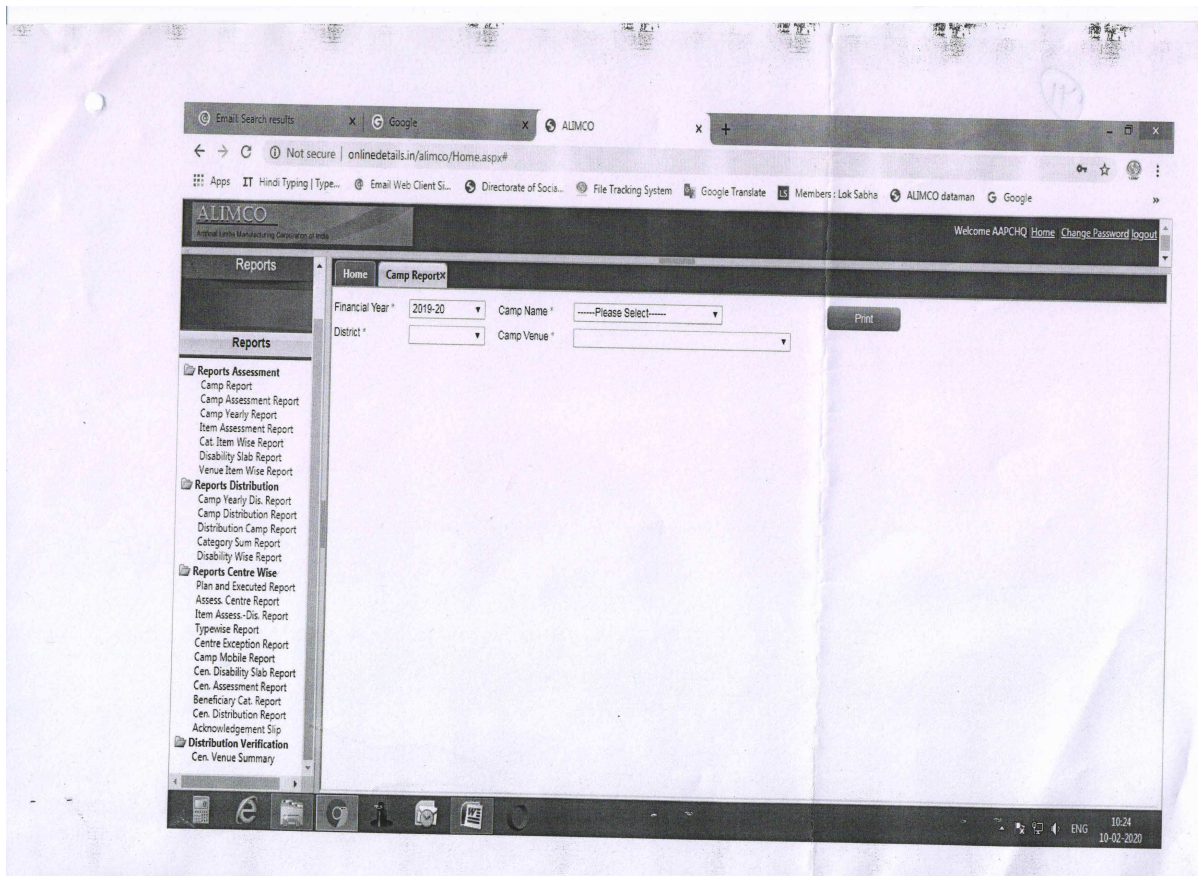 Email: Search results
Google
ALIMCO
Not secure | onlinedetails.in/alimco/Home.aspx#
Apps
Hindi Typing | Type...
Email Web Client Si...
Directorate of Socia...
File Tracking System
Google Translate
Members : Lok Sabha
ALIMCO dataman
Google
»
ALIMCO
Artificial Limbs Manufacturing Corporation of India
Welcome AAPCHQ Home Change Password logout
Reports
Home
Camp ReportX
Financial Year * 2019-20
Camp Name * ------Please Select------
Print
District *
Camp Venue *
Reports
Reports Assessment
Camp Report
Camp Assessment Report
Camp Yearly Report
Item Assessment Report
Cat. Item Wise Report
Disability Slab Report
Venue Item Wise Report
Reports Distribution
Camp Yearly Dis. Report
Camp Distribution Report
Distribution Camp Report
Category Sum Report
Disability Wise Report
Reports Centre Wise
Plan and Executed Report
Assess. Centre Report
Item Assess.-Dis. Report
Typewise Report
Centre Exception Report
Camp Mobile Report
Cen. Disability Slab Report
Cen. Assessment Report
Beneficiary Cat. Report
Cen. Distribution Report
Acknowledgement Slip
Distribution Verification
Cen. Venue Summary
ENG
10:24
10-02-2020